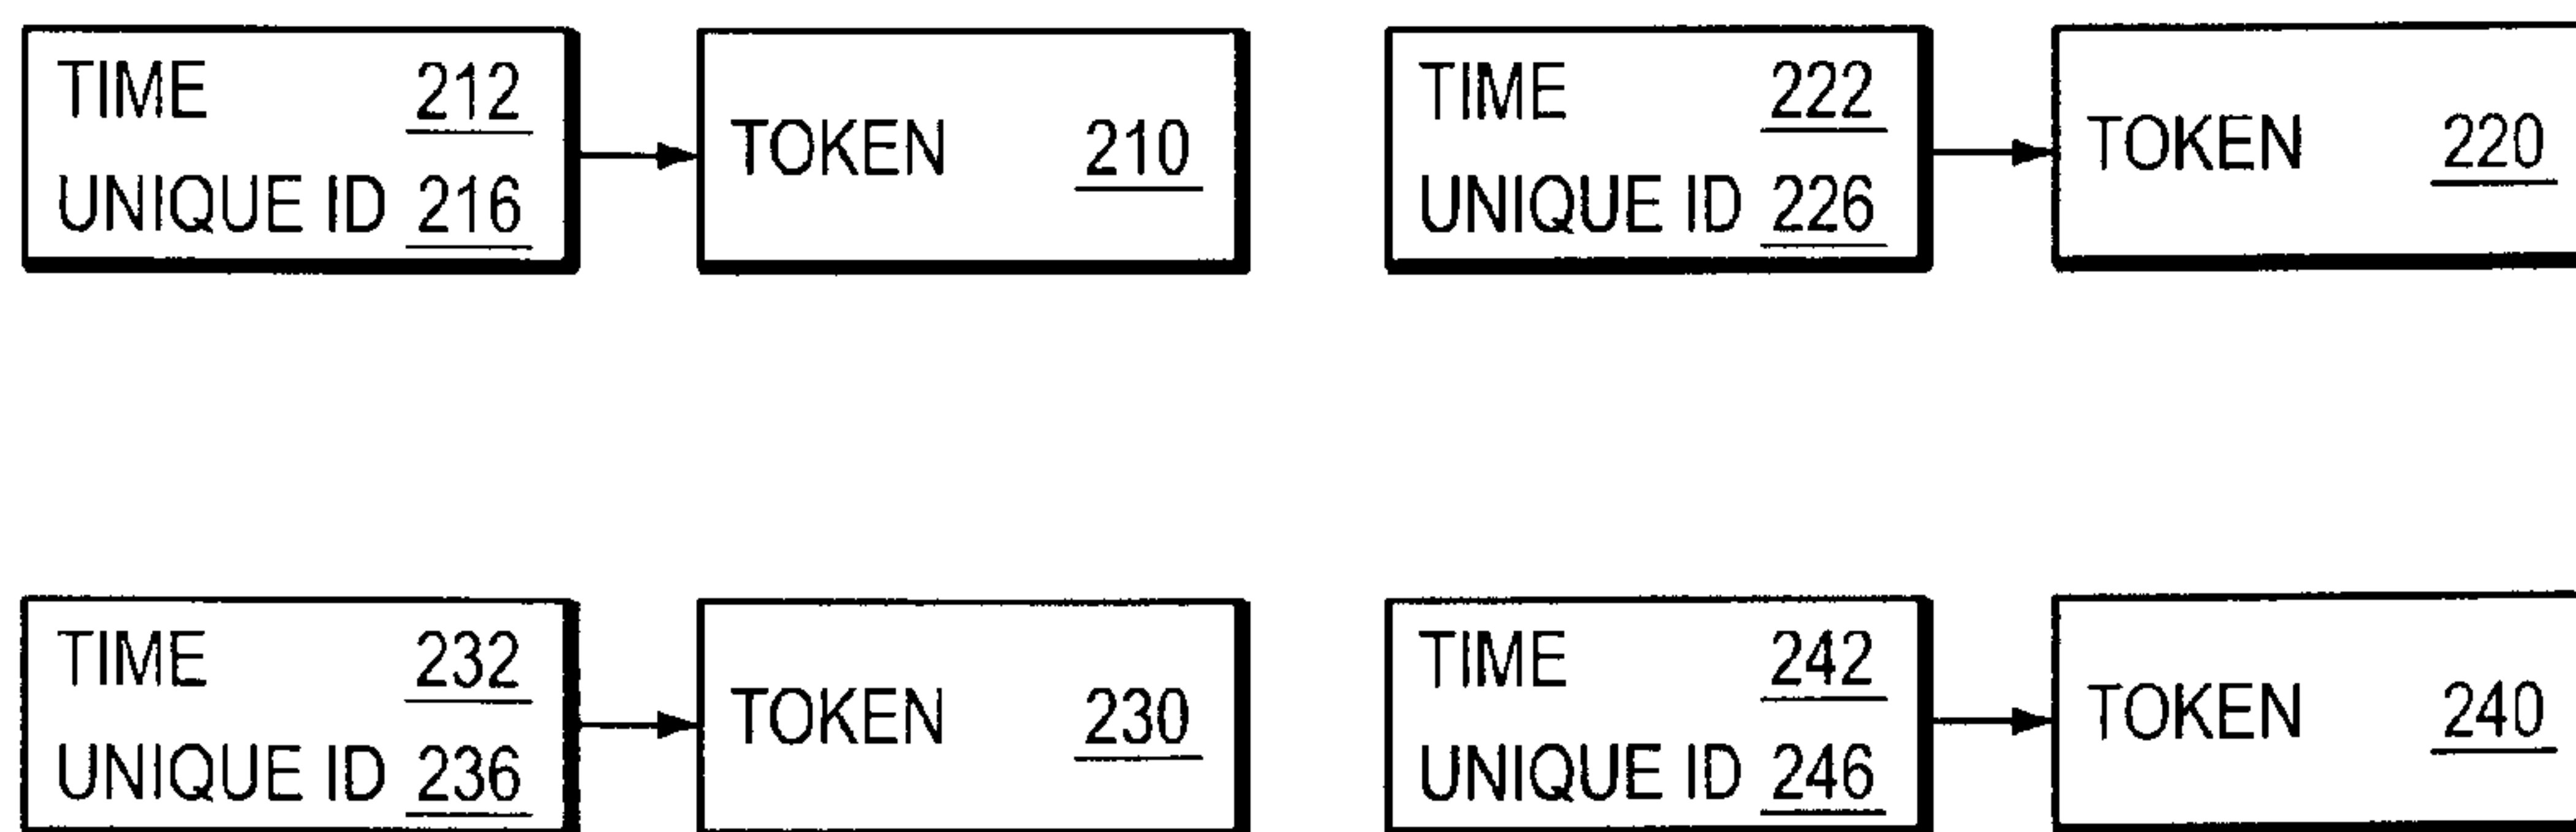 TIME 212
UNIQUE ID 216
TOKEN 210
TIME 222
UNIQUE ID 226
TOKEN 220
TIME 232
UNIQUE ID 236
TOKEN 230
TIME 242
UNIQUE ID 246
TOKEN 240